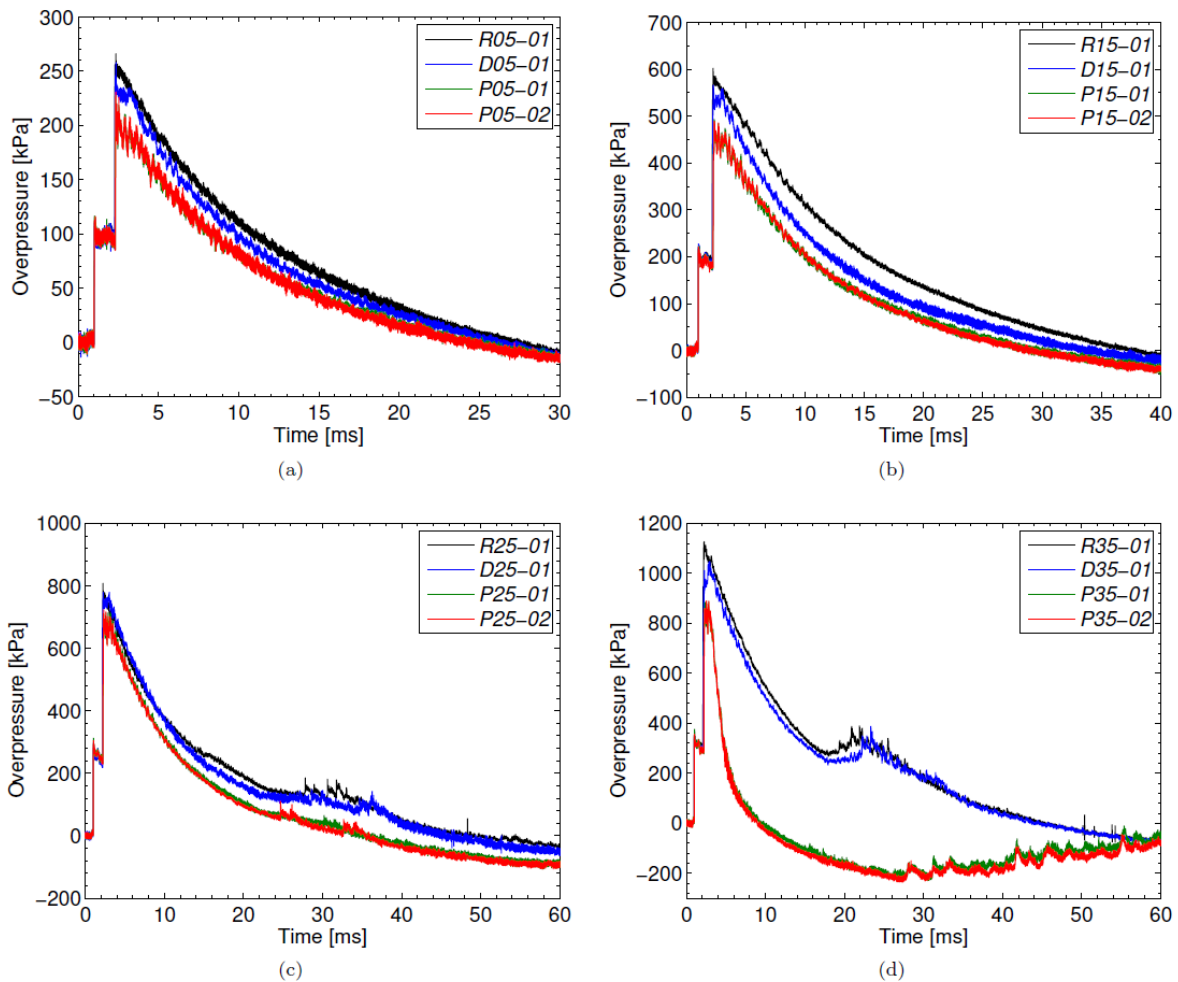 300
250
200
150
100
50
0
−50
Overpressure [kPa]
R05−01
D05−01
P05−01
P05−02
0 5 10 15 20 25 30
Time [ms]
(a)
700
600
500
400
300
200
100
0
−100
Overpressure [kPa]
R15−01
D15−01
P15−01
P15−02
0 5 10 15 20 25 30 35 40
Time [ms]
(b)
1000
800
600
400
200
0
−200
Overpressure [kPa]
R25−01
D25−01
P25−01
P25−02
0 10 20 30 40 50 60
Time [ms]
(c)
1200
1000
800
600
400
200
0
−200
Overpressure [kPa]
R35−01
D35−01
P35−01
P35−02
0 10 20 30 40 50 60
Time [ms]
(d)